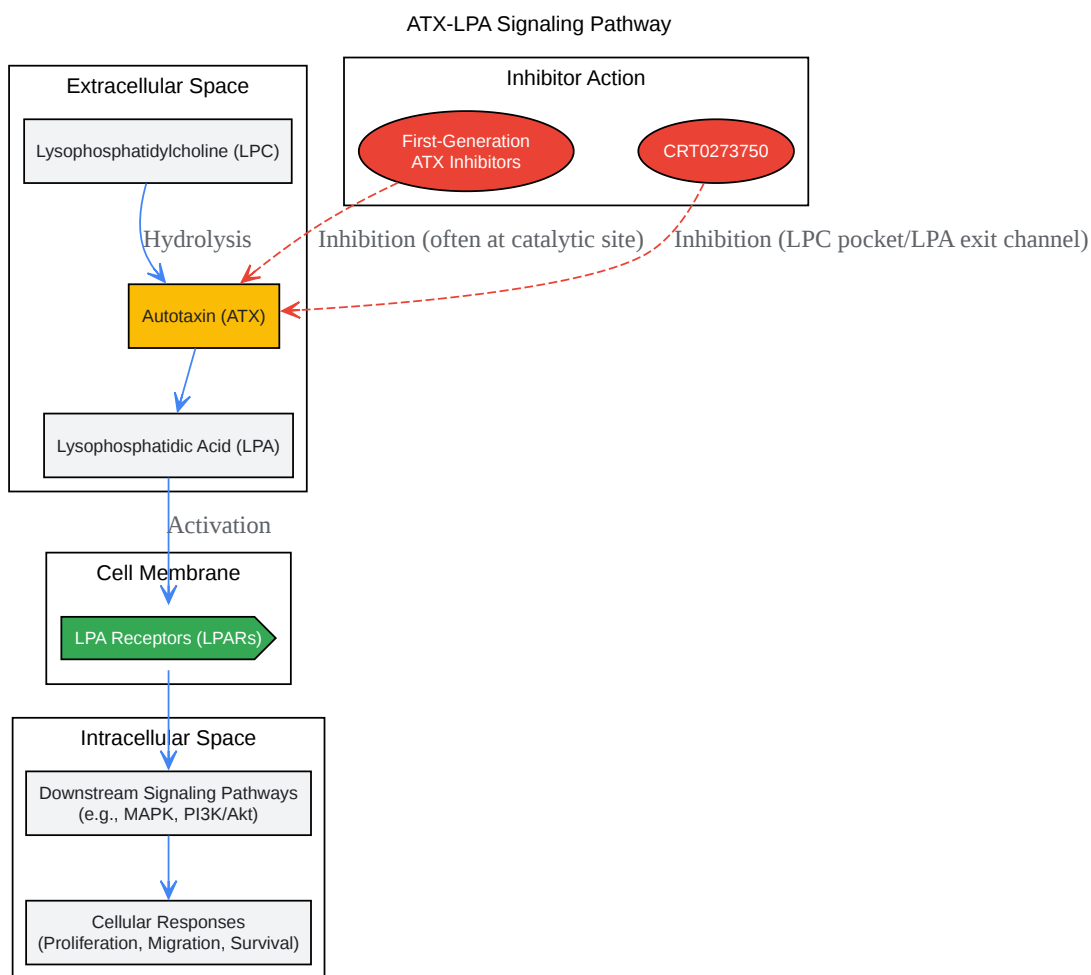 ATX-LPA Signaling Pathway
Extracellular Space
Inhibitor Action
Lysophosphatidylcholine (LPC)
First-Generation
ATX Inhibitors
CRT0273750
Hydrolysis
Inhibition (often at catalytic site)
Inhibition (LPC pocket/LPA exit channel)
Autotaxin (ATX)
Lysophosphatidic Acid (LPA)
Activation
Cell Membrane
LPA Receptors (LPARs)
Intracellular Space
Downstream Signaling Pathways
(e.g., MAPK, PI3K/Akt)
Cellular Responses
(Proliferation, Migration, Survival)